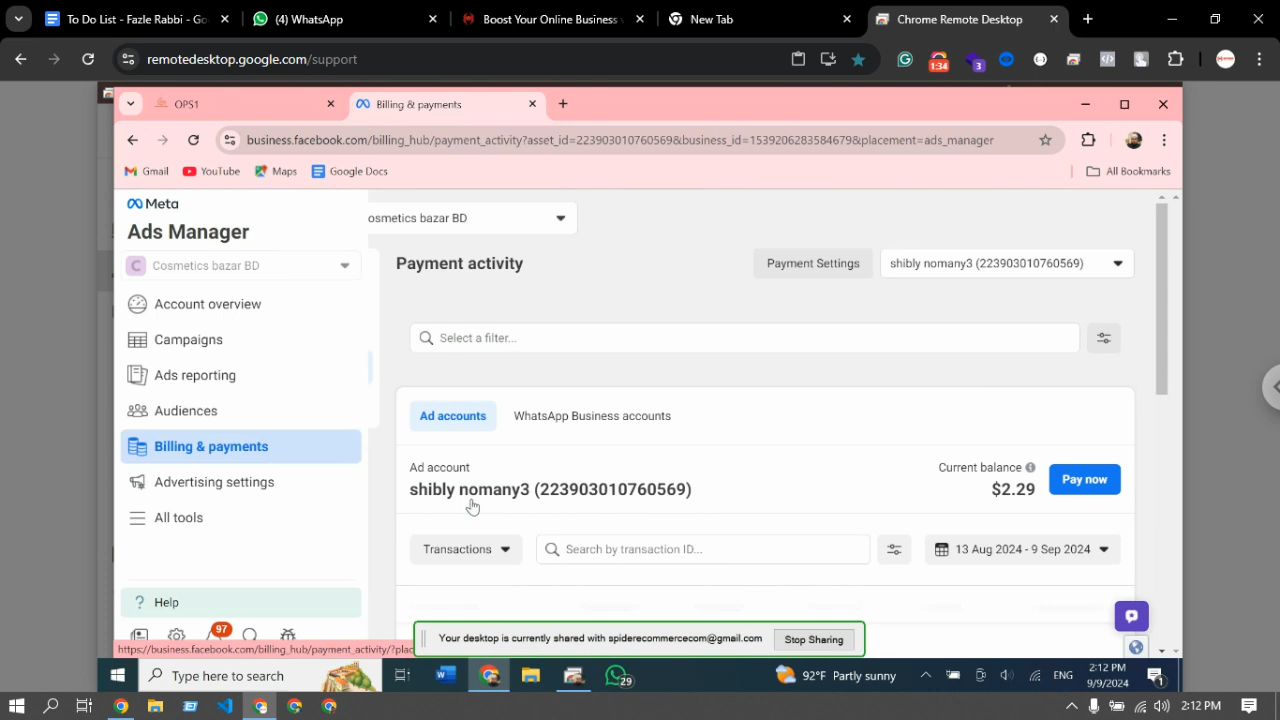 To Do List - Fazle Rabbi - Go
(4) WhatsApp
Boost Your Online Business
New Tab
Chrome Remote Desktop
remotedesktop.google.com/support
1:34
3
OPS1
Billing & payments
business.facebook.com/billing_hub/payment_activity?asset_id=223903010760569&business_id=1539206283584679&placement=ads_manager
Gmail
YouTube
Maps
Google Docs
All Bookmarks
Meta
Ads Manager
C Cosmetics bazar BD
Account overview
Campaigns
Ads reporting
Audiences
Billing & payments
Advertising settings
All tools
? Help
97
https://business.facebook.com/billing_hub/payment_activity/?plac
osmetics bazar BD
Payment activity
Payment Settings
shibly nomany3 (223903010760569)
Select a filter...
Ad accounts
WhatsApp Business accounts
Ad account
shibly nomany3 (223903010760569)
Current balance
$2.29
Pay now
Transactions
Search by transaction ID...
13 Aug 2024 - 9 Sep 2024
Your desktop is currently shared with spiderecommercecom@gmail.com
Stop Sharing
Type here to search
29
92°F Partly sunny
ENG
2:12 PM
9/9/2024
1
2:12 PM